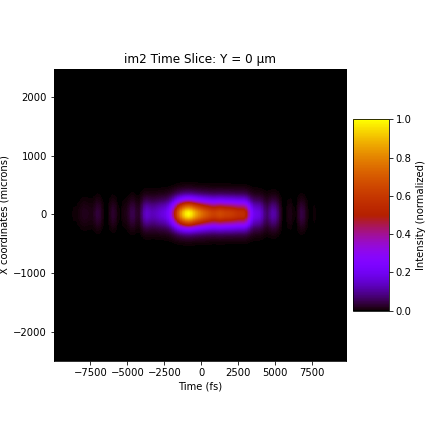 im2 Time Slice: Y = 0 μm
X coordinates (microns)
2000
1000
0
−1000
−2000
−7500 −5000 −2500 0 2500 5000 7500
Time (fs)
1.0
0.8
0.6
0.4
0.2
0.0
Intensity (normalized)